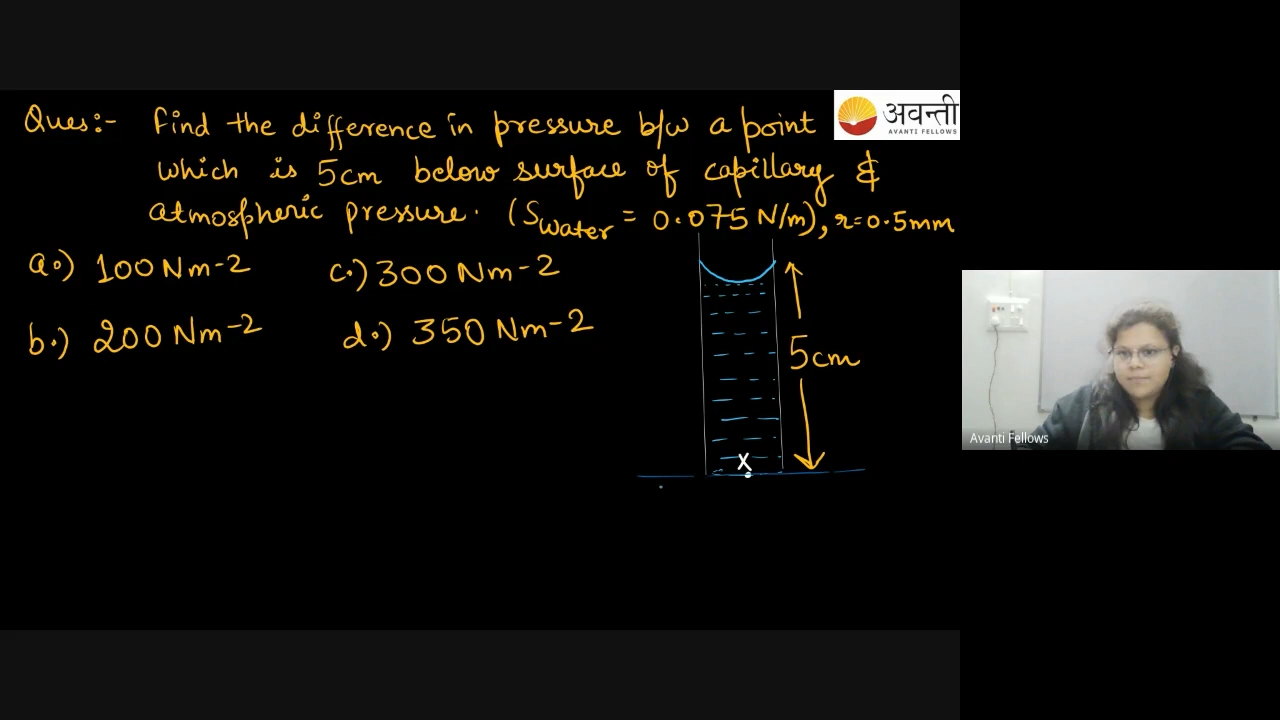 Ques:- Find the difference in pressure b/w a point
which is 5cm below surface of capillary &
atmospheric pressure. (Swater = 0.075 N/m), r=0.5mm
a.) 100 Nm-2 c.) 300 Nm-2
b.) 200 Nm-2 d.) 350 Nm-2
5cm
x
अवन्ती
AVANTI FELLOWS
Avanti Fellows